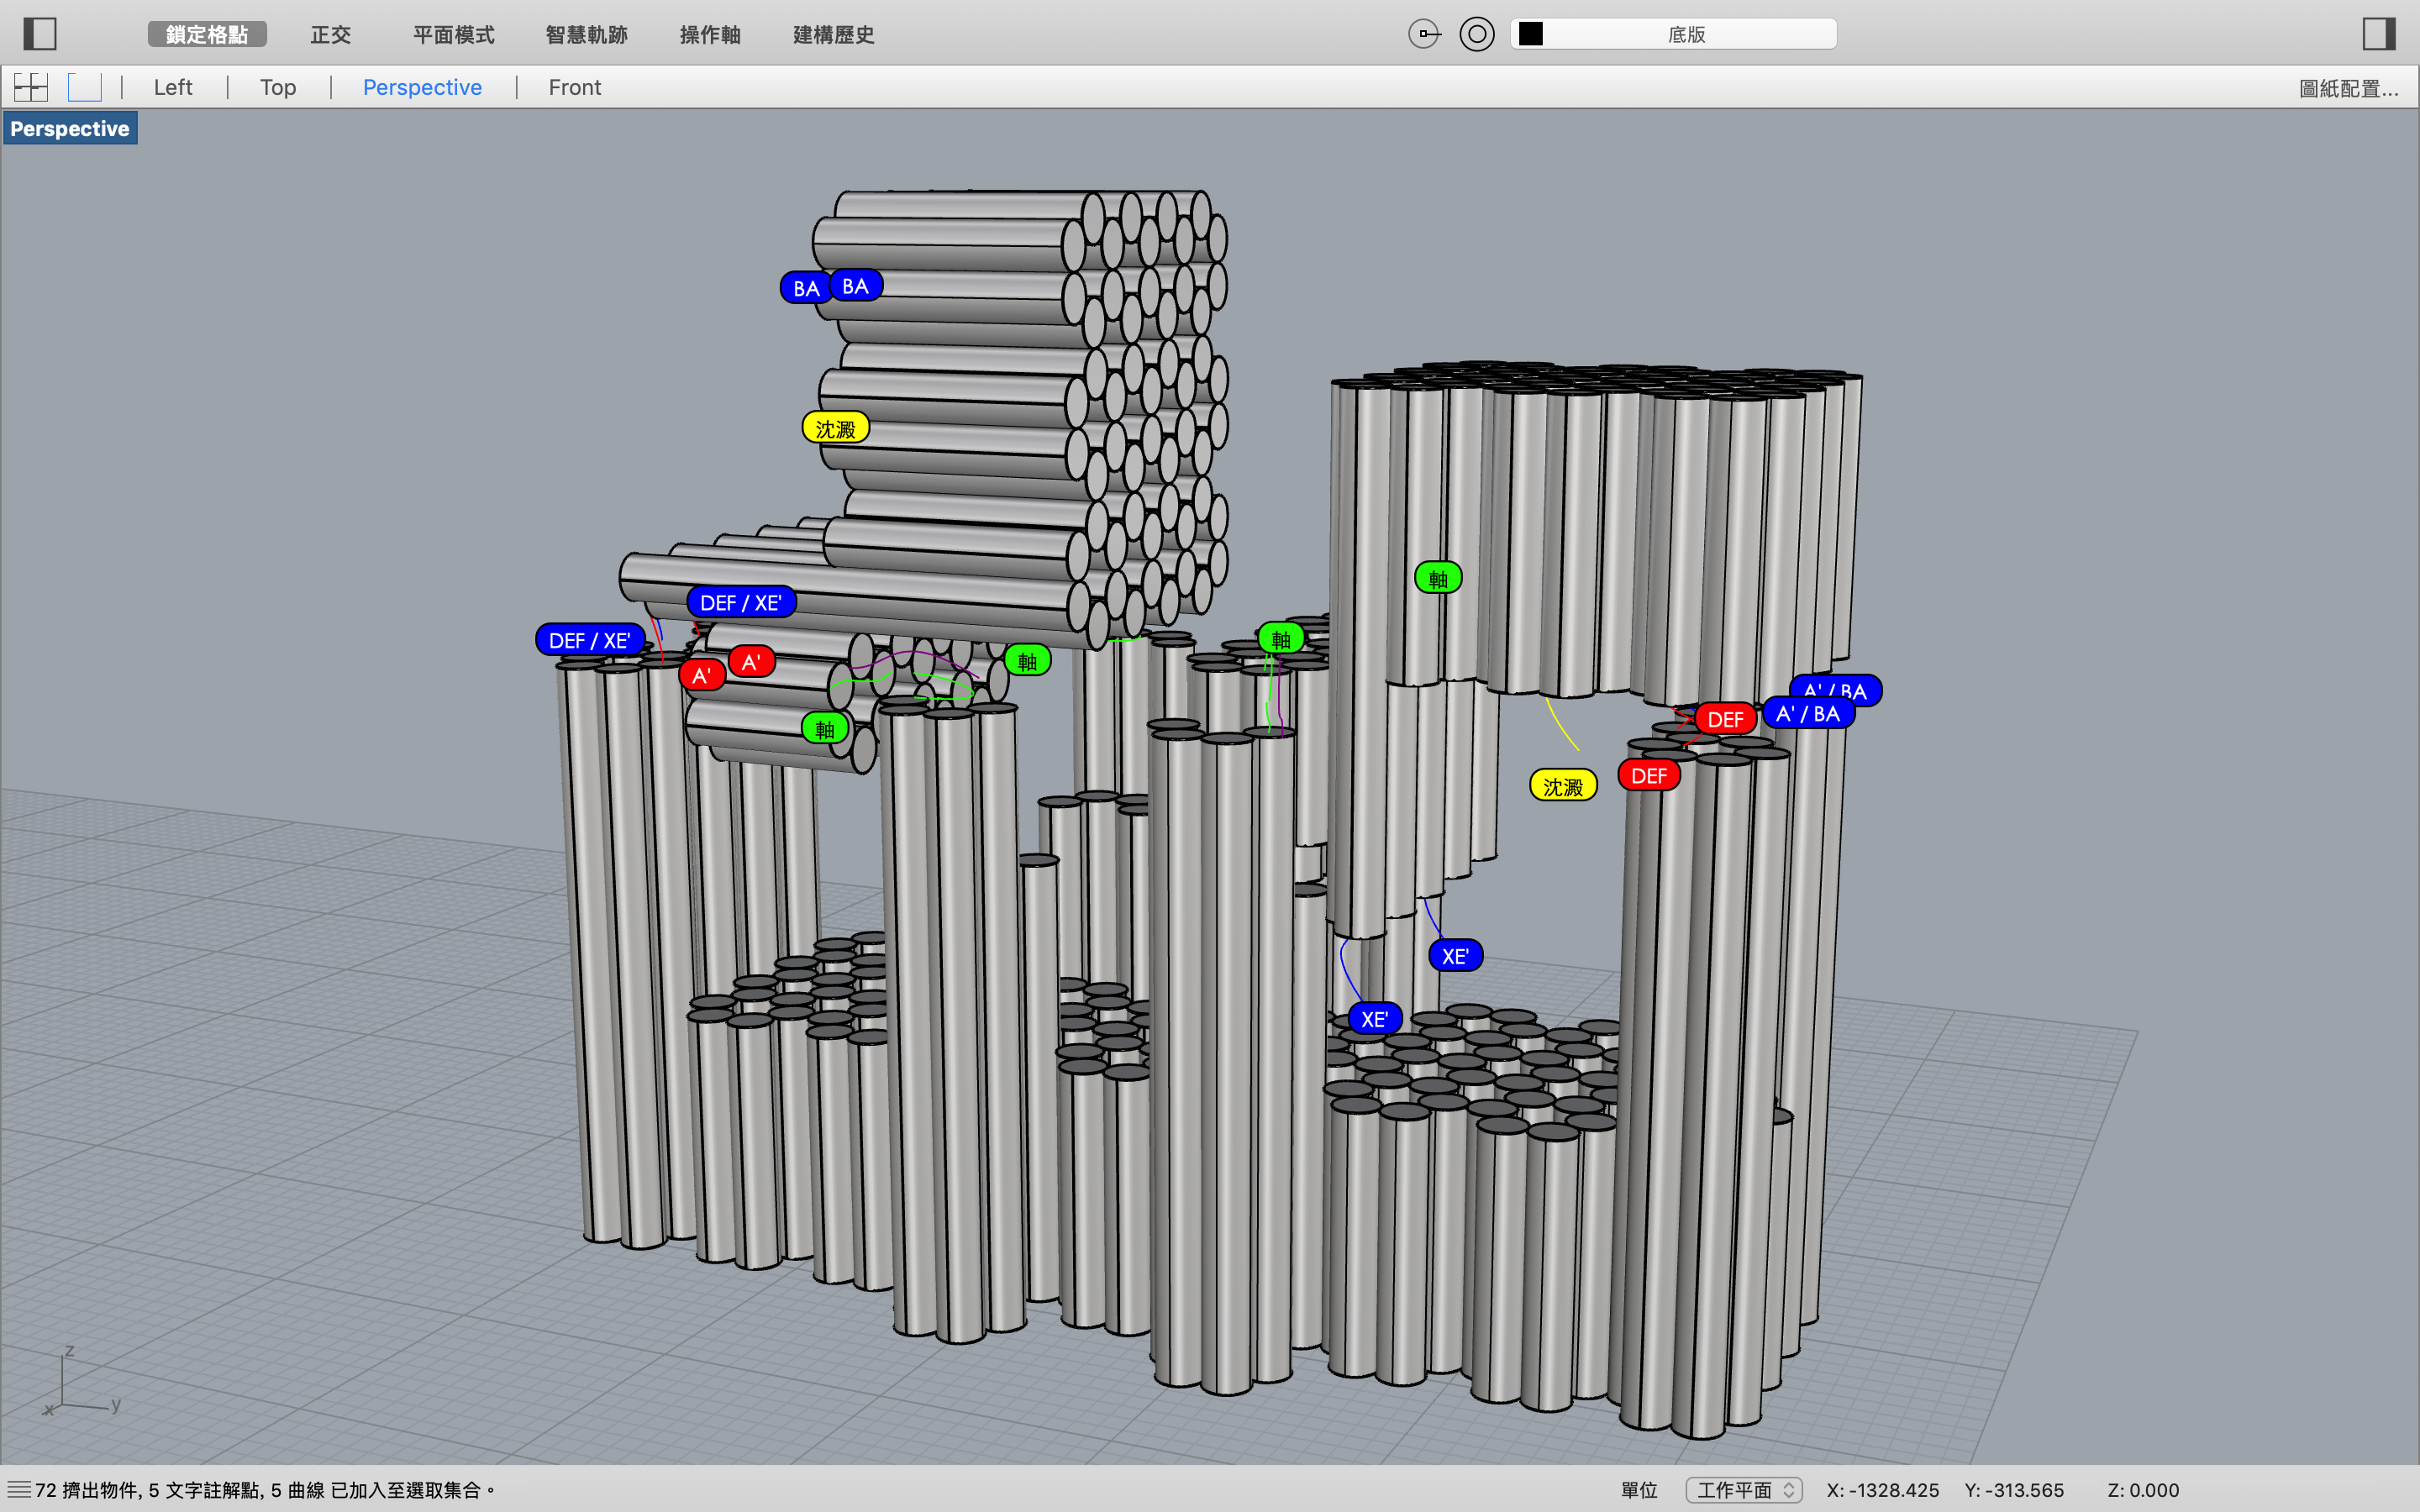 鎖定格點 正交 平面模式 智慧軌跡 操作軸 建構歷史 底版
Left Top Perspective Front 圖紙配置...
Perspective
BA BA
沈澱
軸
DEF / XE'
DEF / XE'
軸
軸
A'
A'
A' / BA
A' / BA
DEF
軸
DEF
沈澱
XE'
XE'
z
x y
72 擠出物件, 5 文字註解點, 5 曲線 已加入至選取集合。 單位 工作平面 X: -1328.425 Y: -313.565 Z: 0.000